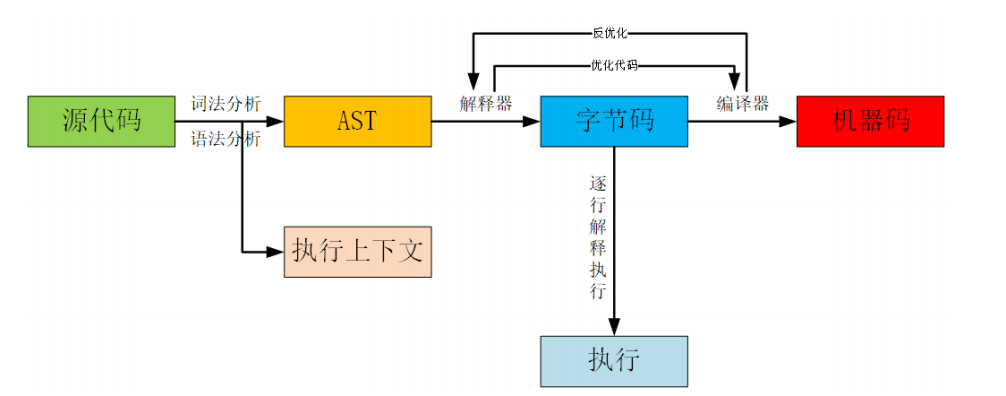 反优化
优化代码
源代码
词法分析
语法分析
AST
解释器
字节码
编译器
机器码
逐
行
解
释
执
行
执行上下文
执行